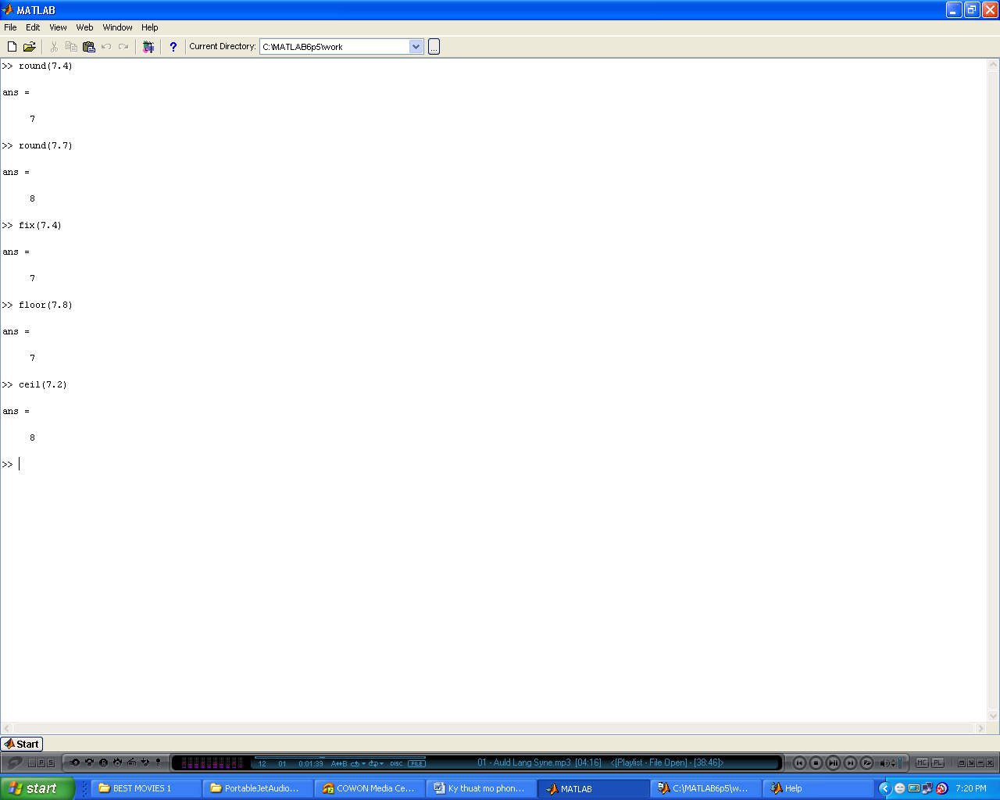 MATLAB
File Edit View Web Window Help
? Current Directory: C:\MATLAB6p5\work ...
>> round(7.4)
ans =
7
>> round(7.7)
ans =
8
>> fix(7.4)
ans =
7
>> floor(7.8)
ans =
7
>> ceil(7.2)
ans =
8
>>
Start
P S R 12 01 0:01:39 A↔B DISC FILE 01 - Auld Lang Syne.mp3 [04:16] <[Playlist - File Open] - [38:46]> MC PL
start BEST MOVIES 1 PortableJetAudio... COWON Media Ce... Ky thuat mo phon... MATLAB C:\MATLAB6p5\w... Help 7:20 PM